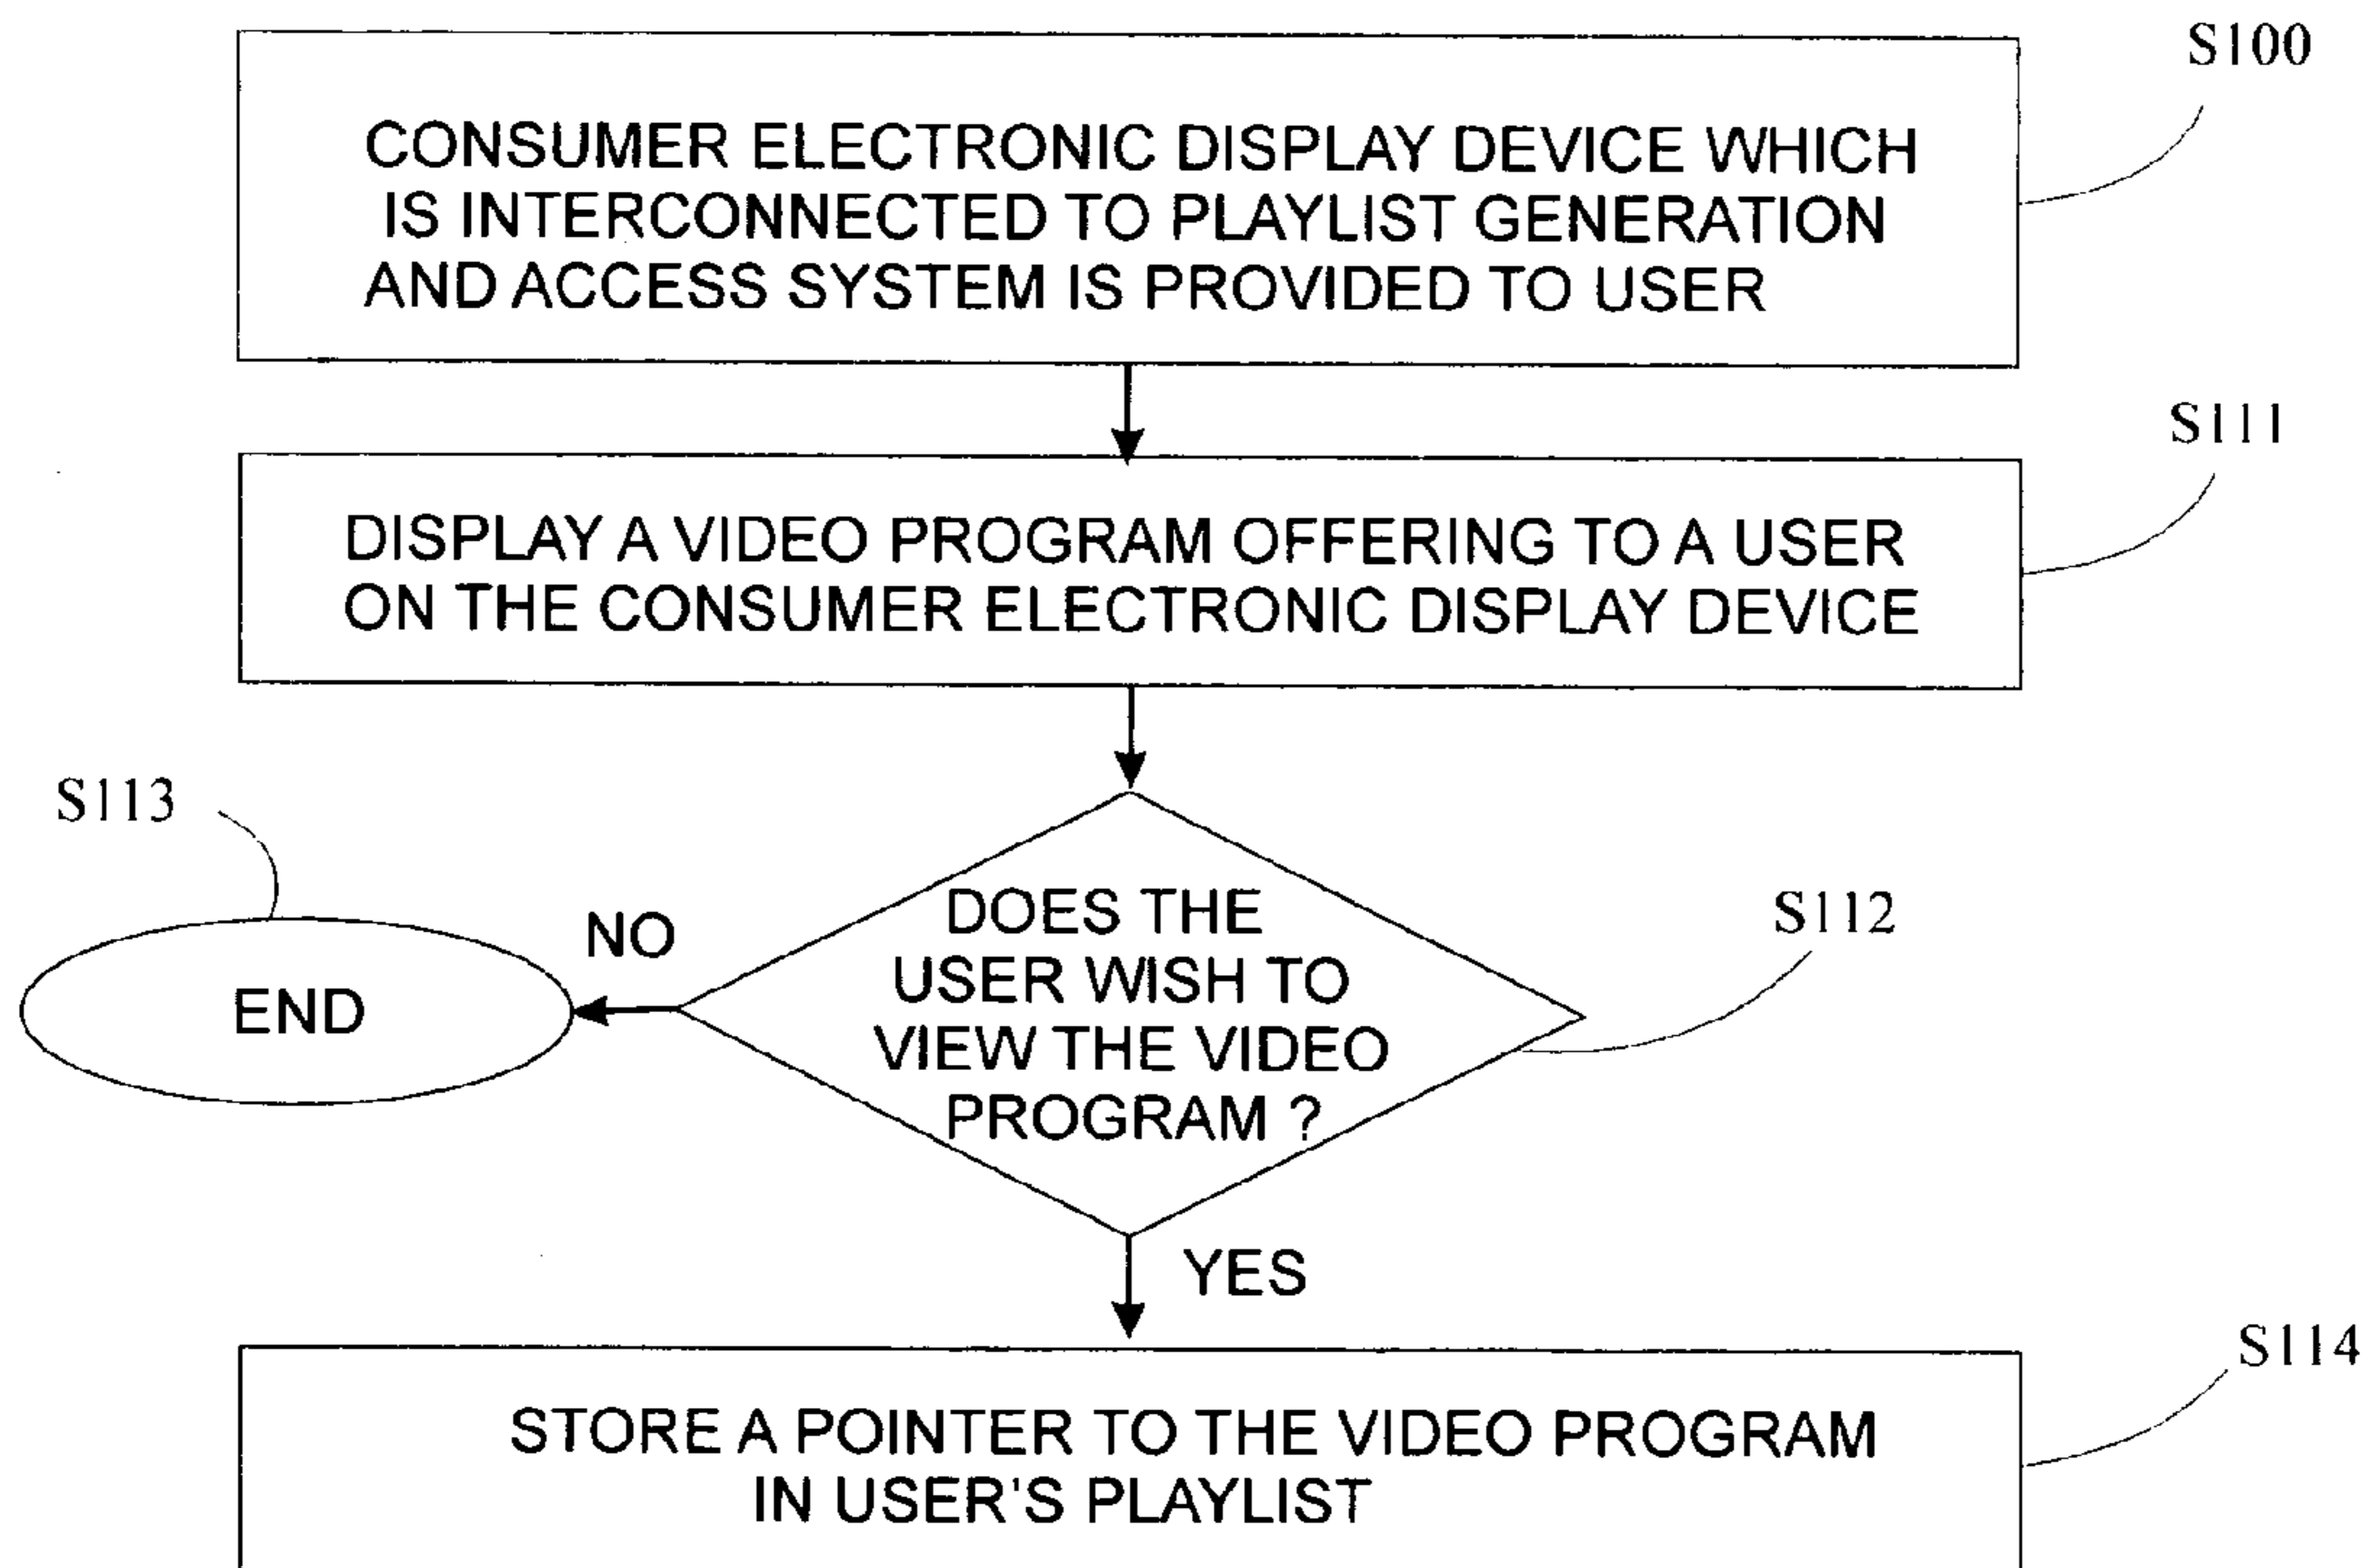 S100
CONSUMER ELECTRONIC DISPLAY DEVICE WHICH
IS INTERCONNECTED TO PLAYLIST GENERATION
AND ACCESS SYSTEM IS PROVIDED TO USER
S111
DISPLAY A VIDEO PROGRAM OFFERING TO A USER
ON THE CONSUMER ELECTRONIC DISPLAY DEVICE
S113
NO
END
DOES THE
USER WISH TO
VIEW THE VIDEO
PROGRAM ?
S112
YES
S114
STORE A POINTER TO THE VIDEO PROGRAM
IN USER'S PLAYLIST